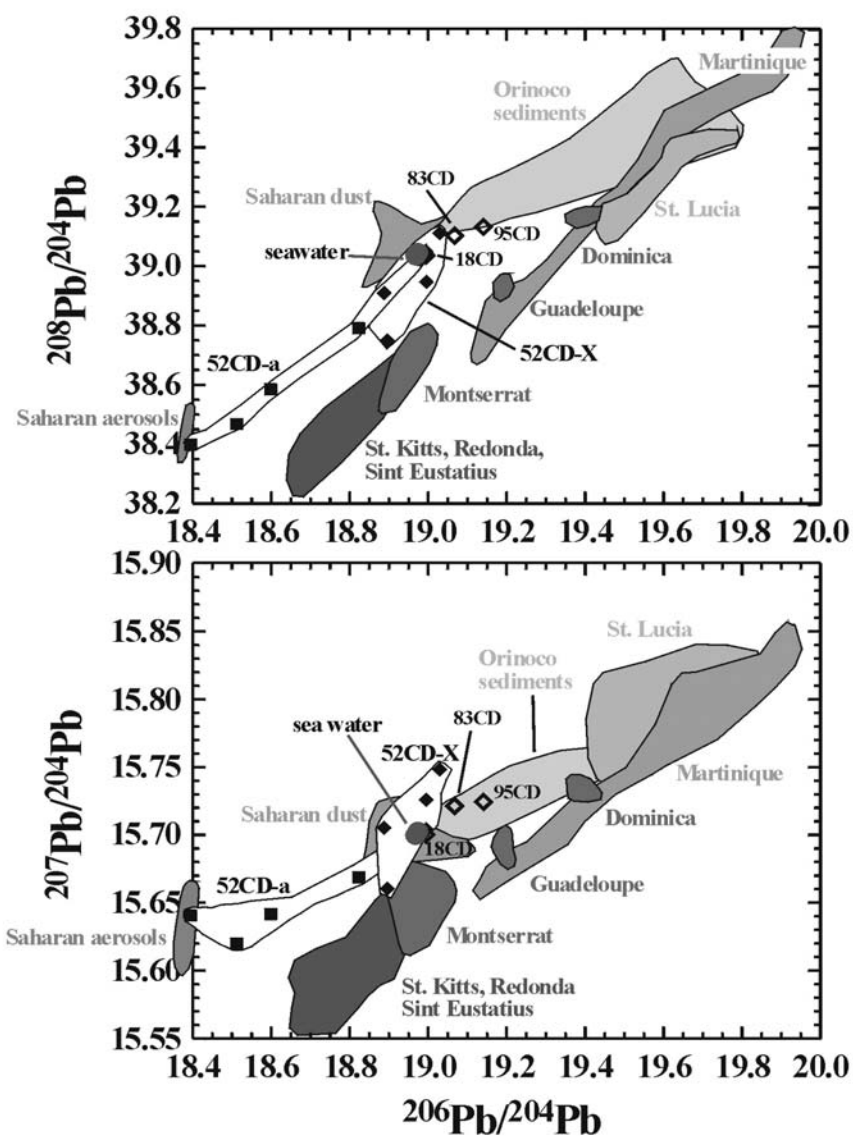 39.8
39.6
39.4
39.2
39.0
38.8
38.6
38.4
38.2
208Pb/204Pb
Martinique
Orinoco
sediments
83CD
Saharan dust
St. Lucia
95CD
seawater
18CD
Dominica
Guadeloupe
52CD-X
52CD-a
Montserrat
Saharan aerosols
St. Kitts, Redonda,
Sint Eustatius
18.4 18.6 18.8 19.0 19.2 19.4 19.6 19.8 20.0
15.90
15.85
15.80
15.75
15.70
15.65
15.60
15.55
207Pb/204Pb
St. Lucia
Orinoco
sediments
sea water
83CD
52CD-X
Martinique
95CD
Saharan dust
Dominica
18CD
52CD-a
Guadeloupe
Saharan aerosols
Montserrat
St. Kitts, Redonda
Sint Eustatius
18.4 18.6 18.8 19.0 19.2 19.4 19.6 19.8 20.0
206Pb/204Pb